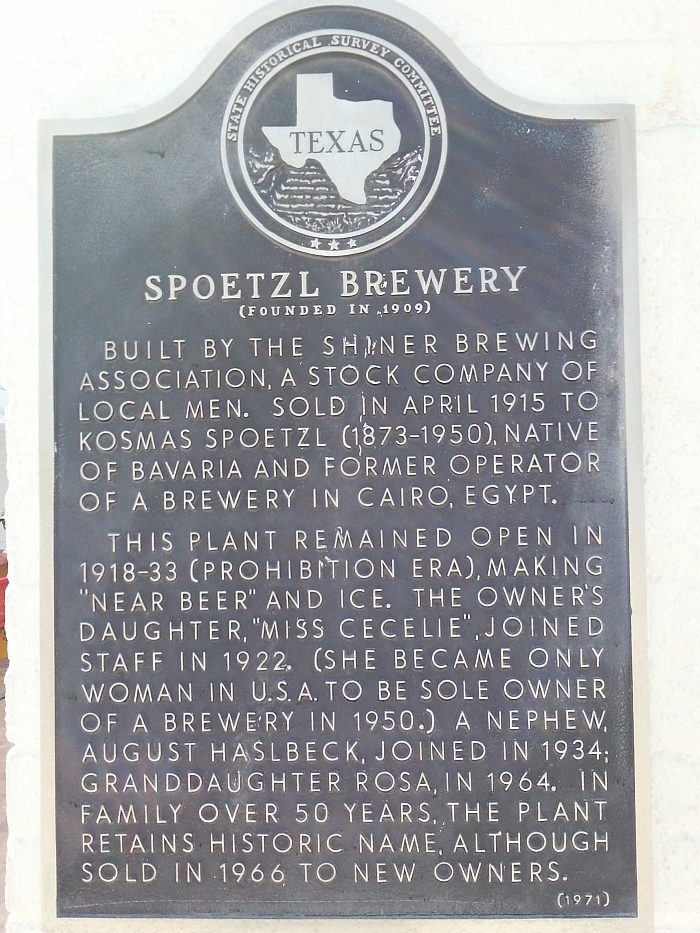 STATE HISTORICAL SURVEY COMMITTEE
TEXAS
SPOETZL BREWERY
(FOUNDED IN 1909)
BUILT BY THE SHINER BREWING
ASSOCIATION, A STOCK COMPANY OF
LOCAL MEN. SOLD IN APRIL 1915 TO
KOSMAS SPOETZL (1873-1950), NATIVE
OF BAVARIA AND FORMER OPERATOR
OF A BREWERY IN CAIRO, EGYPT.
THIS PLANT REMAINED OPEN IN
1918-33 (PROHIBITION ERA), MAKING
"NEAR BEER" AND ICE. THE OWNER'S
DAUGHTER, "MISS CECELIE", JOINED
STAFF IN 1922. (SHE BECAME ONLY
WOMAN IN U.S.A. TO BE SOLE OWNER
OF A BREWERY IN 1950.) A NEPHEW,
AUGUST HASLBECK, JOINED IN 1934;
GRANDDAUGHTER ROSA, IN 1964. IN
FAMILY OVER 50 YEARS, THE PLANT
RETAINS HISTORIC NAME, ALTHOUGH
SOLD IN 1966 TO NEW OWNERS.
(1971)